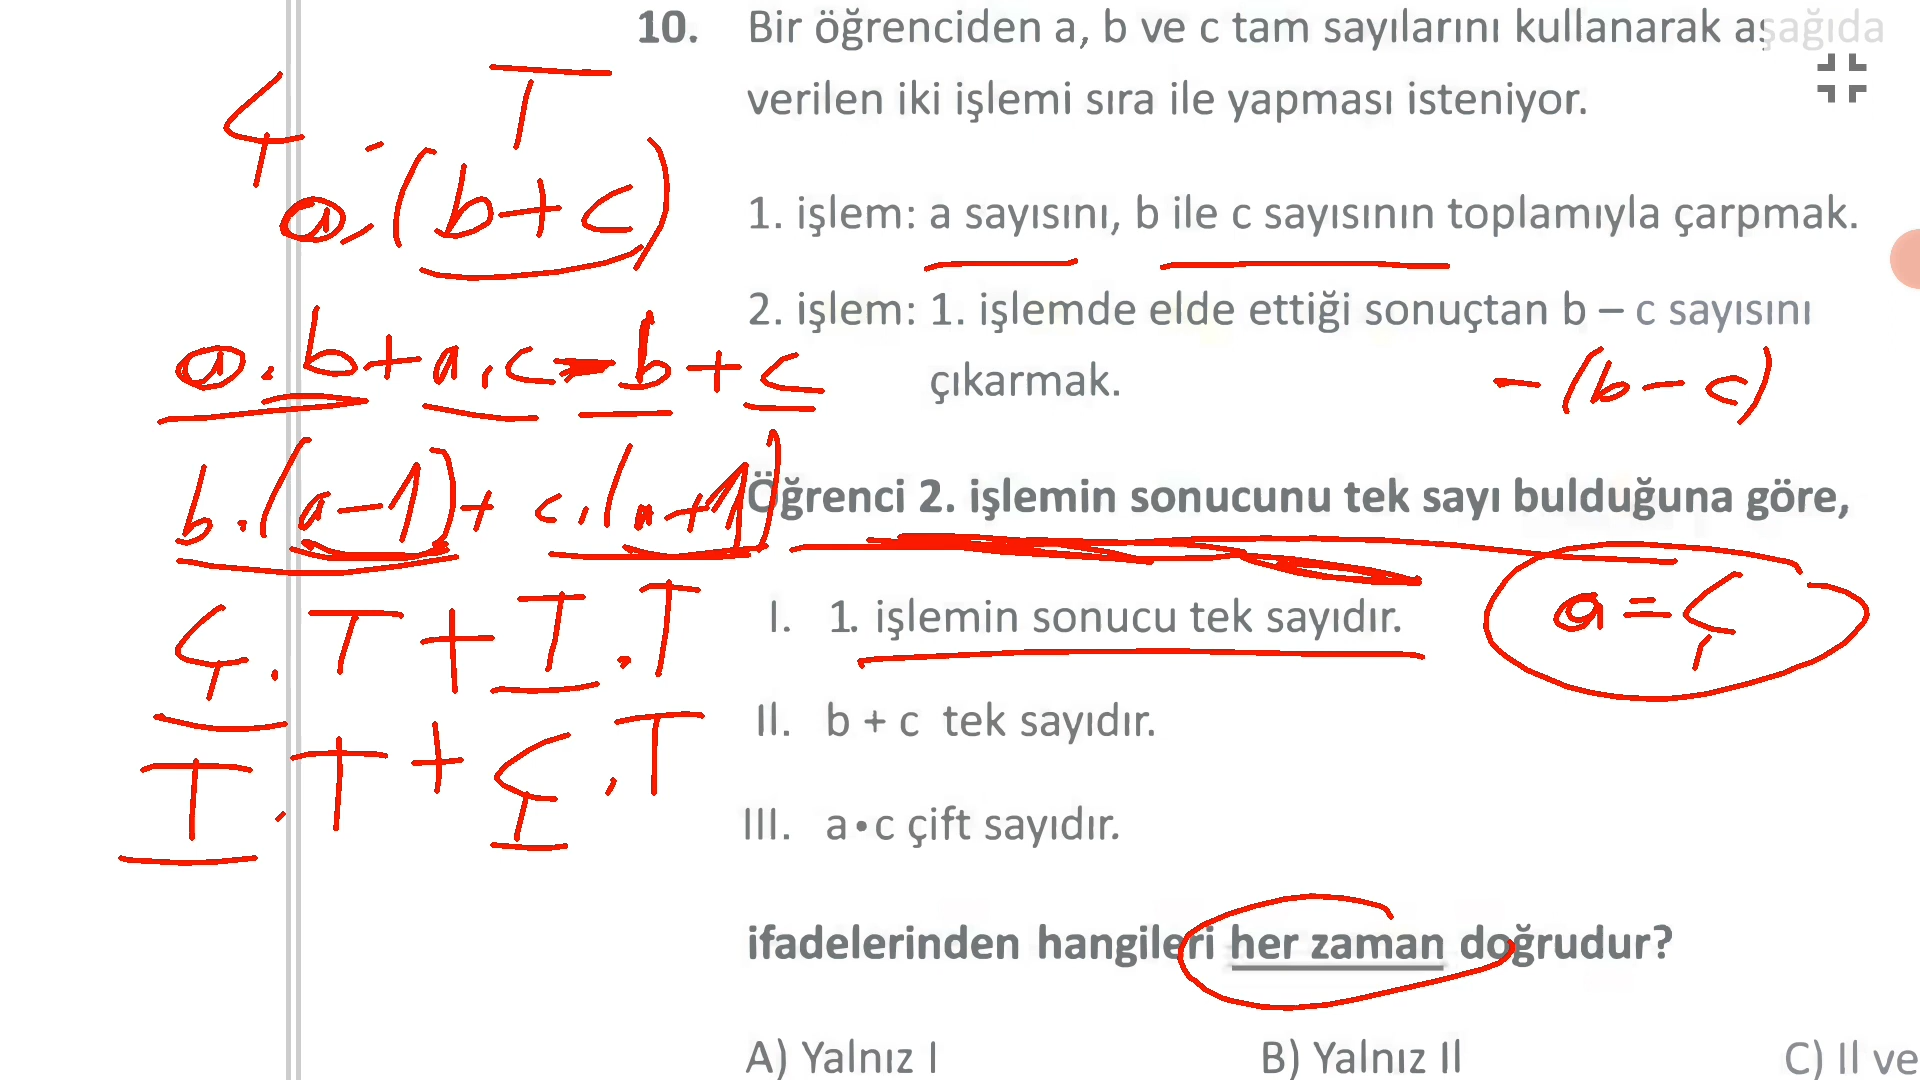 10. Bir öğrenciden a, b ve c tam sayılarını kullanarak aşağıda
verilen iki işlemi sıra ile yapması isteniyor.
1. işlem: a sayısını, b ile c sayısının toplamıyla çarpmak.
2. işlem: 1. işlemde elde ettiği sonuçtan b – c sayısını
çıkarmak.
Öğrenci 2. işlemin sonucunu tek sayı bulduğuna göre,
I. 1. işlemin sonucu tek sayıdır.
II. b + c tek sayıdır.
III. a • c çift sayıdır.
ifadelerinden hangileri her zaman doğrudur?
A) Yalnız I B) Yalnız II C) II ve
Ç . T
a . (b + c)
a . b + a . c - b + c
b . (a - 1) + c . (a + 1)
Ç . T + T . T
T . T + Ç . T
- (b - c)
a = Ç